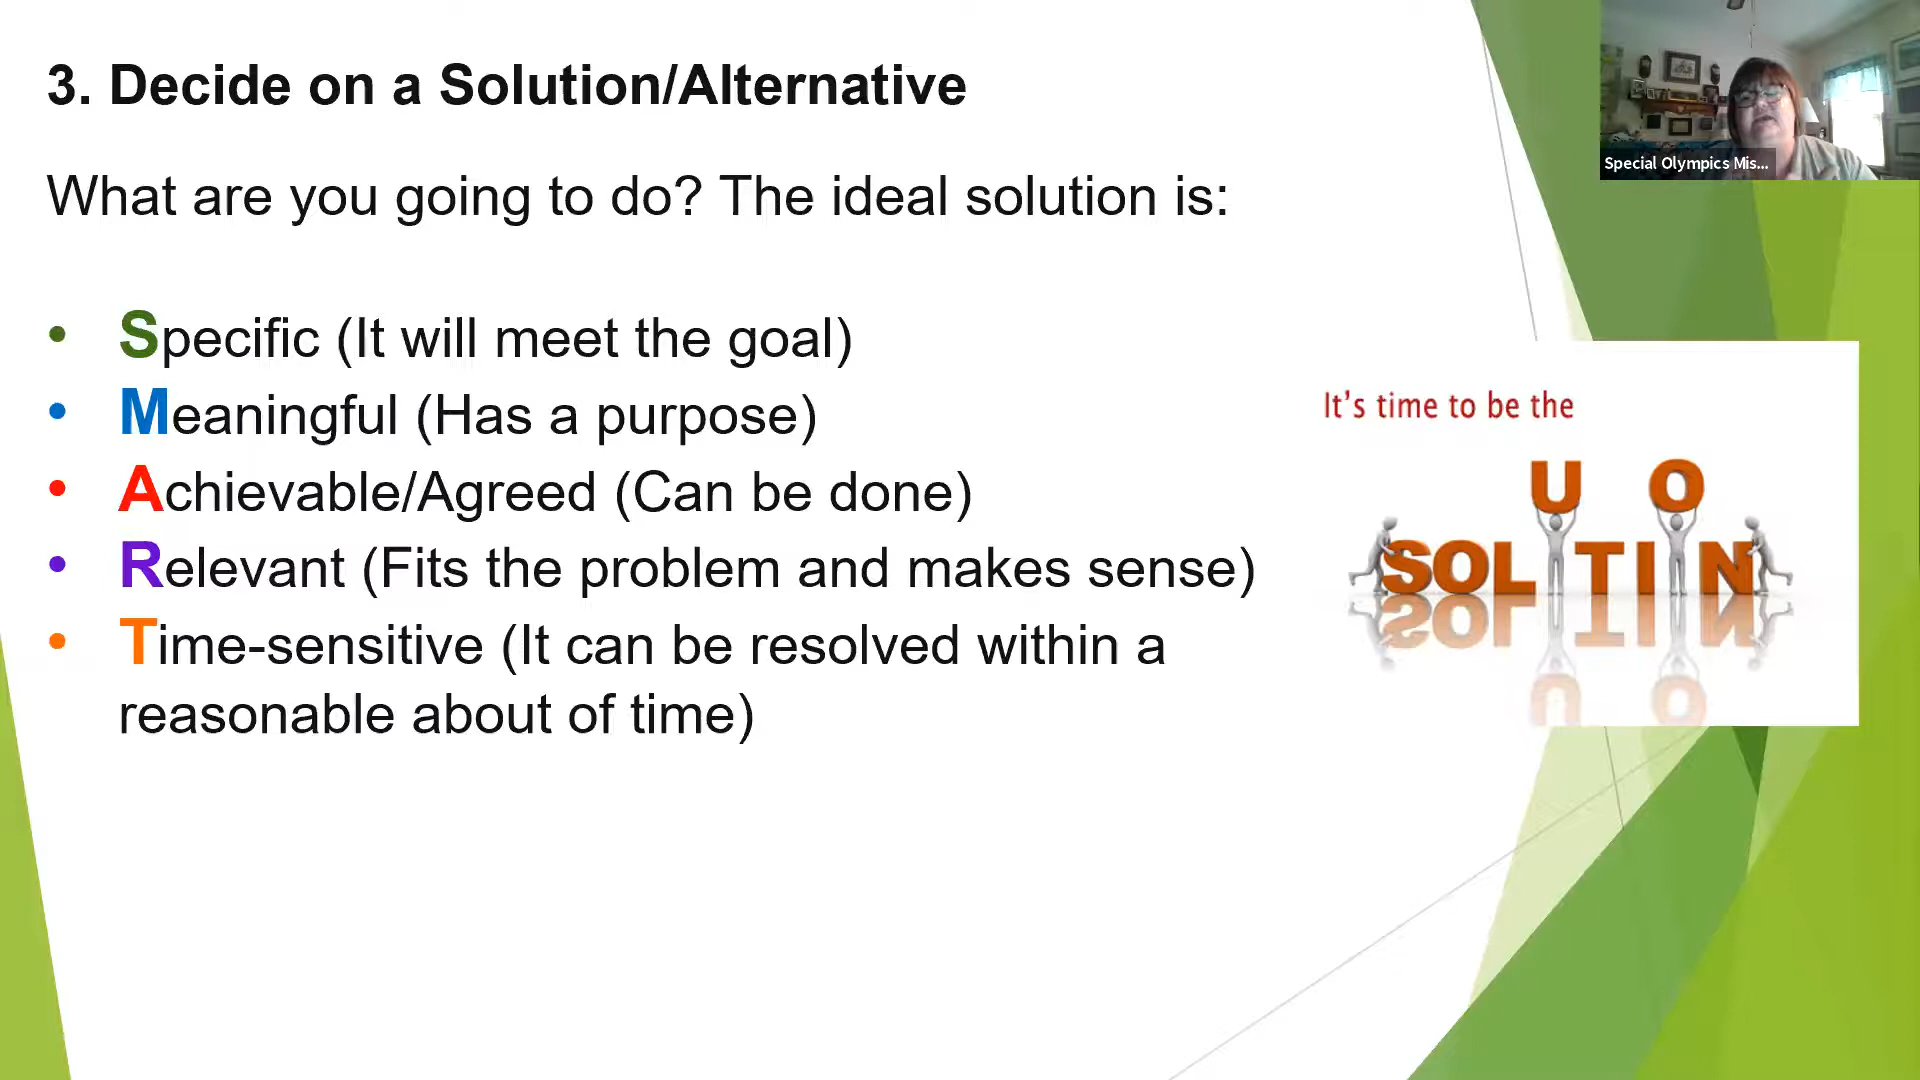 3. Decide on a Solution/Alternative
What are you going to do? The ideal solution is:
• Specific (It will meet the goal)
• Meaningful (Has a purpose)
• Achievable/Agreed (Can be done)
• Relevant (Fits the problem and makes sense)
• Time-sensitive (It can be resolved within a
reasonable about of time)
Special Olympics Mis...
It's time to be the
SOLUTION